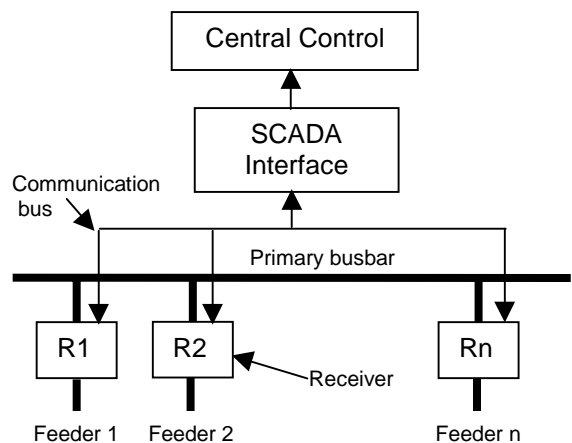 Central Control
SCADA
Interface
Communication
bus
Primary busbar
R1
R2
Rn
Receiver
Feeder 1
Feeder 2
Feeder n